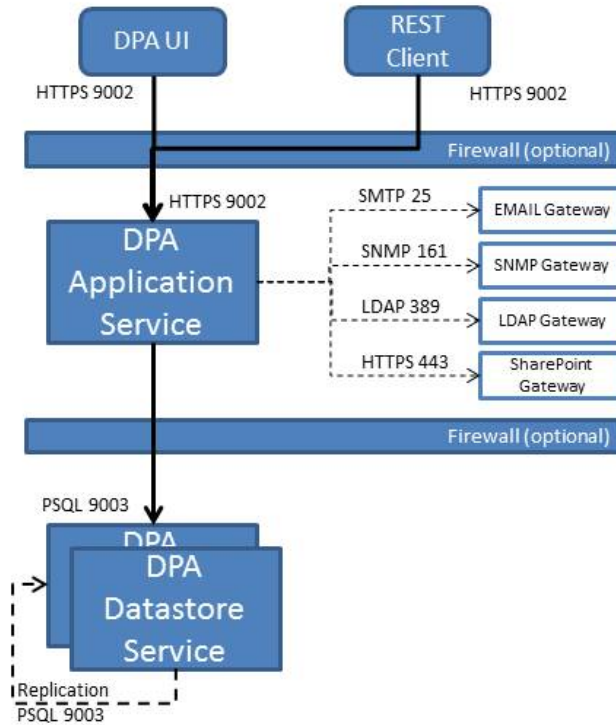 DPA UI
REST
Client
HTTPS 9002
HTTPS 9002
Firewall (optional)
HTTPS 9002
DPA
Application
Service
SMTP 25
EMAIL Gateway
SNMP 161
SNMP Gateway
LDAP 389
LDAP Gateway
HTTPS 443
SharePoint
Gateway
Firewall (optional)
PSQL 9003
DPA
DPA
Datastore
Service
Replication
PSQL 9003